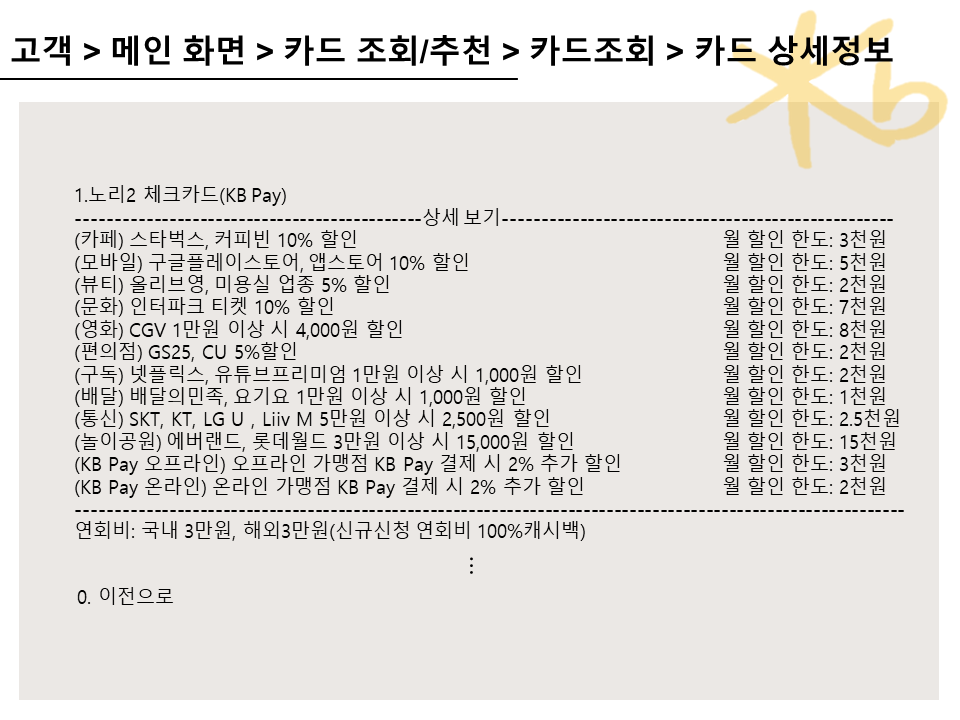 고객 > 메인 화면 > 카드 조회/추천 > 카드조회 > 카드 상세정보
1.노리2 체크카드(KB Pay)
--------------------------------------------상세 보기--------------------------------------------------
(카페) 스타벅스, 커피빈 10% 할인 월 할인 한도: 3천원
(모바일) 구글플레이스토어, 앱스토어 10% 할인 월 할인 한도: 5천원
(뷰티) 올리브영, 미용실 업종 5% 할인 월 할인 한도: 2천원
(문화) 인터파크 티켓 10% 할인 월 할인 한도: 7천원
(영화) CGV 1만원 이상 시 4,000원 할인 월 할인 한도: 8천원
(편의점) GS25, CU 5%할인 월 할인 한도: 2천원
(구독) 넷플릭스, 유튜브프리미엄 1만원 이상 시 1,000원 할인 월 할인 한도: 2천원
(배달) 배달의민족, 요기요 1만원 이상 시 1,000원 할인 월 할인 한도: 1천원
(통신) SKT, KT, LG U , Liiv M 5만원 이상 시 2,500원 할인 월 할인 한도: 2.5천원
(놀이공원) 에버랜드, 롯데월드 3만원 이상 시 15,000원 할인 월 할인 한도: 15천원
(KB Pay 오프라인) 오프라인 가맹점 KB Pay 결제 시 2% 추가 할인 월 할인 한도: 3천원
(KB Pay 온라인) 온라인 가맹점 KB Pay 결제 시 2% 추가 할인 월 할인 한도: 2천원
---------------------------------------------------------------------------------------------------------
연회비: 국내 3만원, 해외3만원(신규신청 연회비 100%캐시백)
⋮
0. 이전으로